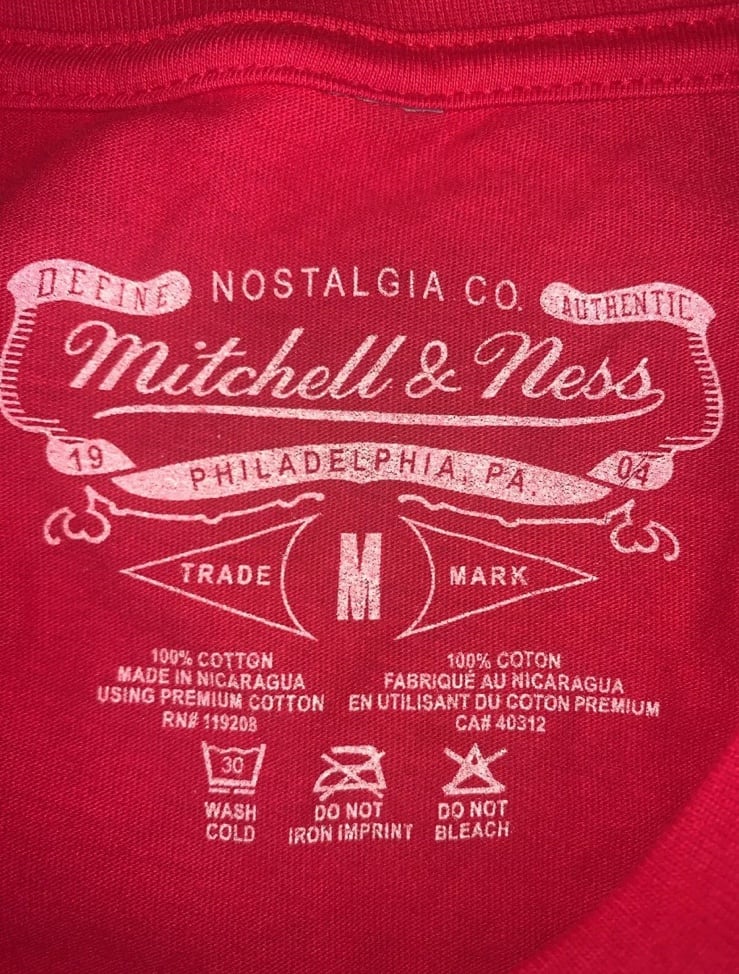 DEFINE NOSTALGIA CO. AUTHENTIC
Mitchell & Ness
19 PHILADELPHIA, PA. 04
TRADE M MARK
100% COTTON
MADE IN NICARAGUA
USING PREMIUM COTTON
RN# 119208
100% COTON
FABRIQUÉ AU NICARAGUA
EN UTILISANT DU COTON PREMIUM
CA# 40312
30
WASH
COLD
DO NOT
IRON IMPRINT
DO NOT
BLEACH